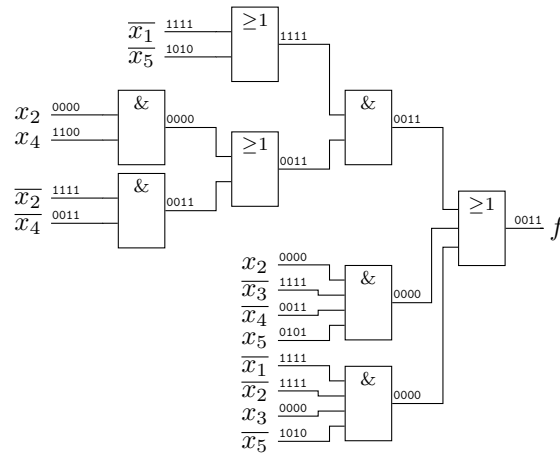 x̅₁ 1111
x̅₅ 1010
≥1 1111
x₂ 0000
x₄ 1100
& 0000
x̅₂ 1111
x̅₄ 0011
& 0011
≥1 0011
& 0011
x₂ 0000
x̅₃ 1111
x̅₄ 0011
x₅ 0101
& 0000
x̅₁ 1111
x̅₂ 1111
x₃ 0000
x̅₅ 1010
& 0000
≥1 0011 f